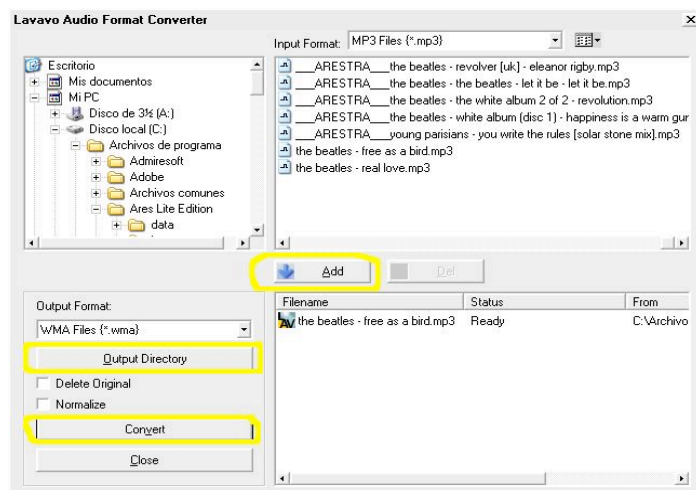 Lavavo Audio Format Converter
Input Format: MP3 Files (*.mp3)
Escritorio
Mis documentos
Mi PC
Disco de 3½ (A:)
Disco local (C:)
Archivos de programa
Admiresoft
Adobe
Archivos comunes
Ares Lite Edition
data
___ARESTRA___the beatles - revolver [uk] - eleanor rigby.mp3
___ARESTRA___the beatles - the beatles - let it be - let it be.mp3
___ARESTRA___the beatles - the white album 2 of 2 - revolution.mp3
___ARESTRA___the beatles - white album (disc 1) - happiness is a warm gur
___ARESTRA___young parisians - you write the rules [solar stone mix].mp3
the beatles - free as a bird.mp3
the beatles - real love.mp3
Add
Del
Output Format:
WMA Files (*.wma)
Output Directory
Delete Original
Normalize
Convert
Close
Filename Status From
the beatles - free as a bird.mp3 Ready C:\Archivo